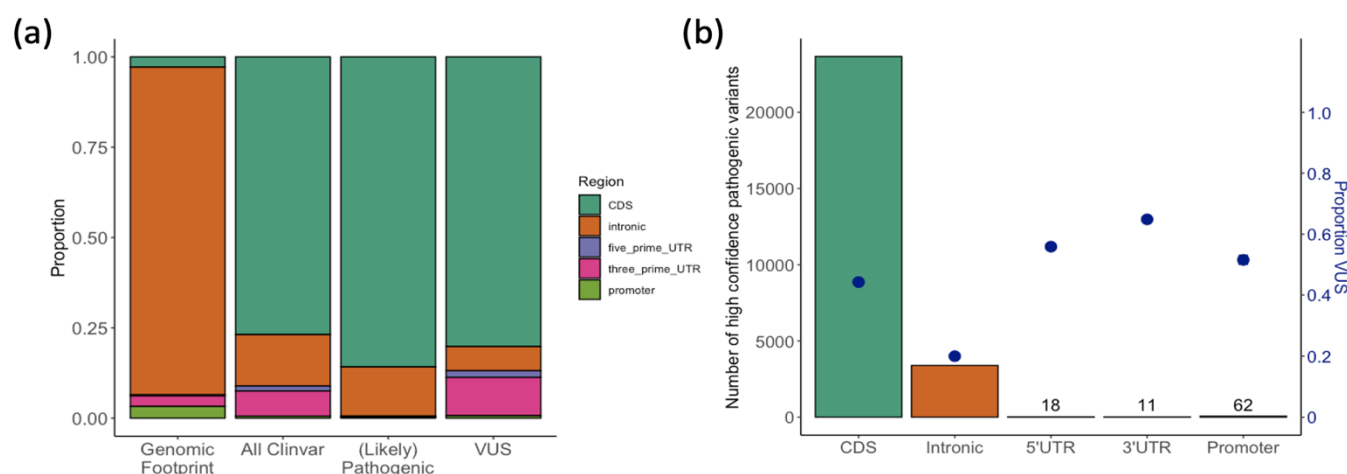 (a)
1.00
0.75
0.50
0.25
0.00
Proportion
Genomic
Footprint
All Clinvar
(Likely)
Pathogenic
VUS
Region
CDS
intronic
five_prime_UTR
three_prime_UTR
promoter
(b)
Number of high confidence pathogenic variants
20000
15000
10000
5000
0
18
11
62
CDS
Intronic
5'UTR
3'UTR
Promoter
1.0
0.8
0.6
0.4
0.2
0
Proportion VUS